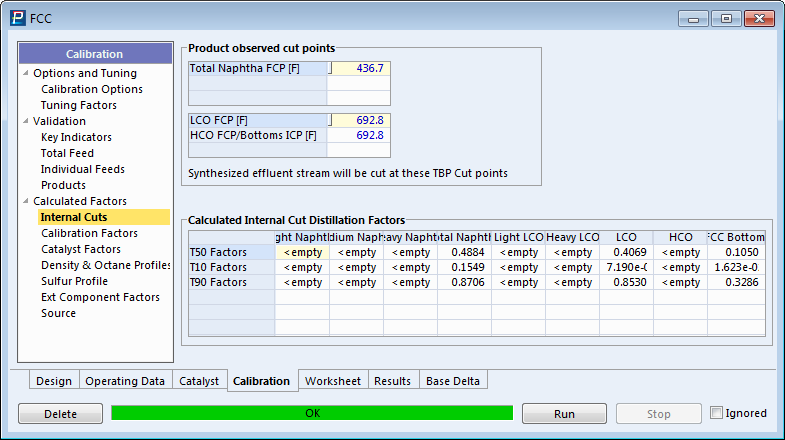 FCC
Calibration
Options and Tuning
Calibration Options
Tuning Factors
Validation
Key Indicators
Total Feed
Individual Feeds
Products
Calculated Factors
Internal Cuts
Calibration Factors
Catalyst Factors
Density & Octane Profiles
Sulfur Profile
Ext Component Factors
Source
Product observed cut points
Total Naphtha FCP [F] 436.7
LCO FCP [F] 692.8
HCO FCP/Bottoms ICP [F] 692.8
Synthesized effluent stream will be cut at these TBP Cut points
Calculated Internal Cut Distillation Factors
ght Naphth dium Naph avy Naphth otal Naphth Light LCO Heavy LCO LCO HCO FCC Bottom
T50 Factors <empty <empty <empty 0.4884 <empty <empty 0.4069 <empty 0.1050
T10 Factors <empty <empty <empty 0.1549 <empty <empty 7.190e-0 <empty 1.623e-0
T90 Factors <empty <empty <empty 0.8706 <empty <empty 0.8530 <empty 0.3286
Design Operating Data Catalyst Calibration Worksheet Results Base Delta
Delete OK Run Stop Ignored